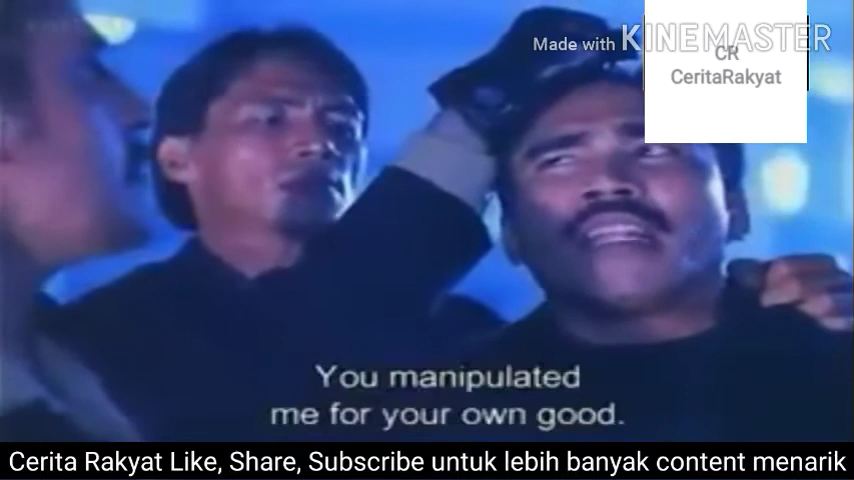 Made with KINEMASTER
CR
CeritaRakyat
You manipulated
me for your own good.
Cerita Rakyat Like, Share, Subscribe untuk lebih banyak content menarik